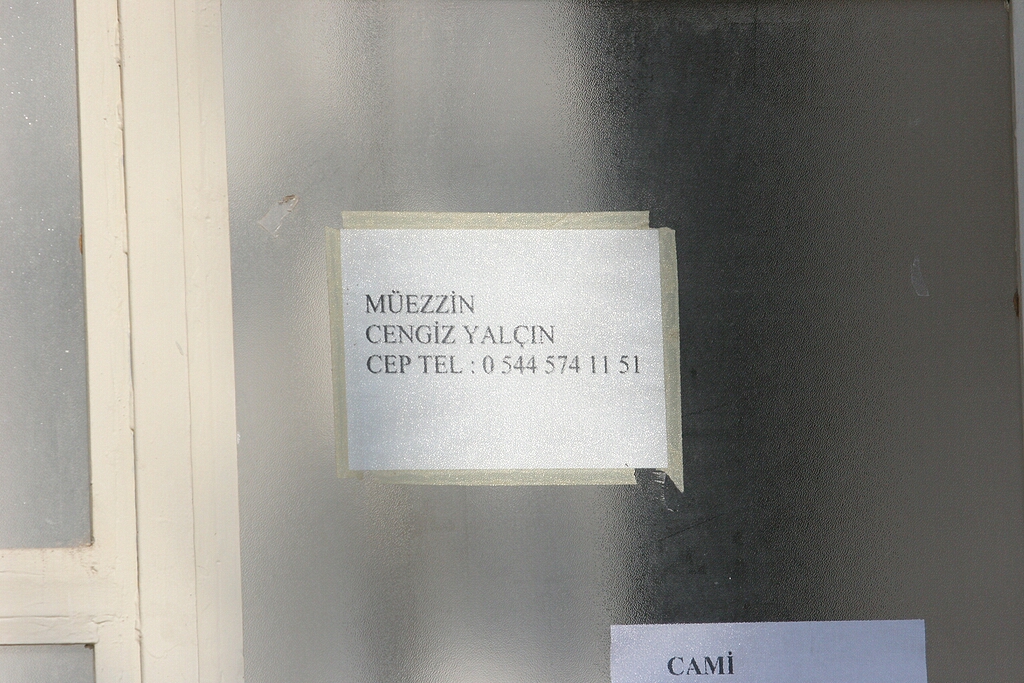 MÜEZZİN
CENGİZ YALÇIN
CEP TEL : 0 544 574 11 51
CAMİ